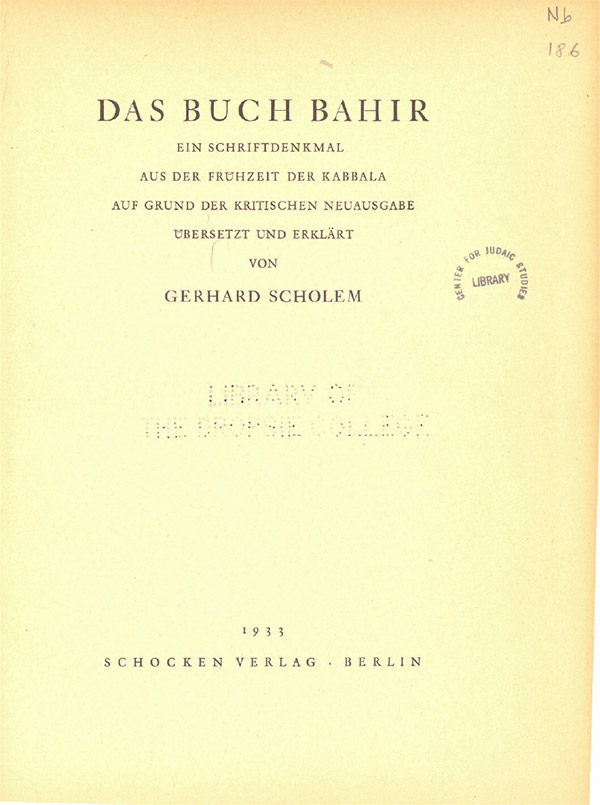 Nb
186
DAS BUCH BAHIR
EIN SCHRIFTDENKMAL
AUS DER FRÜHZEIT DER KABBALA
AUF GRUND DER KRITISCHEN NEUAUSGABE
ÜBERSETZT UND ERKLÄRT
VON
GERHARD SCHOLEM
CENTER FOR JUDAIC STUDIES
LIBRARY
LIBRARY OF
THE DROPSIE COLLEGE
1933
SCHOCKEN VERLAG · BERLIN